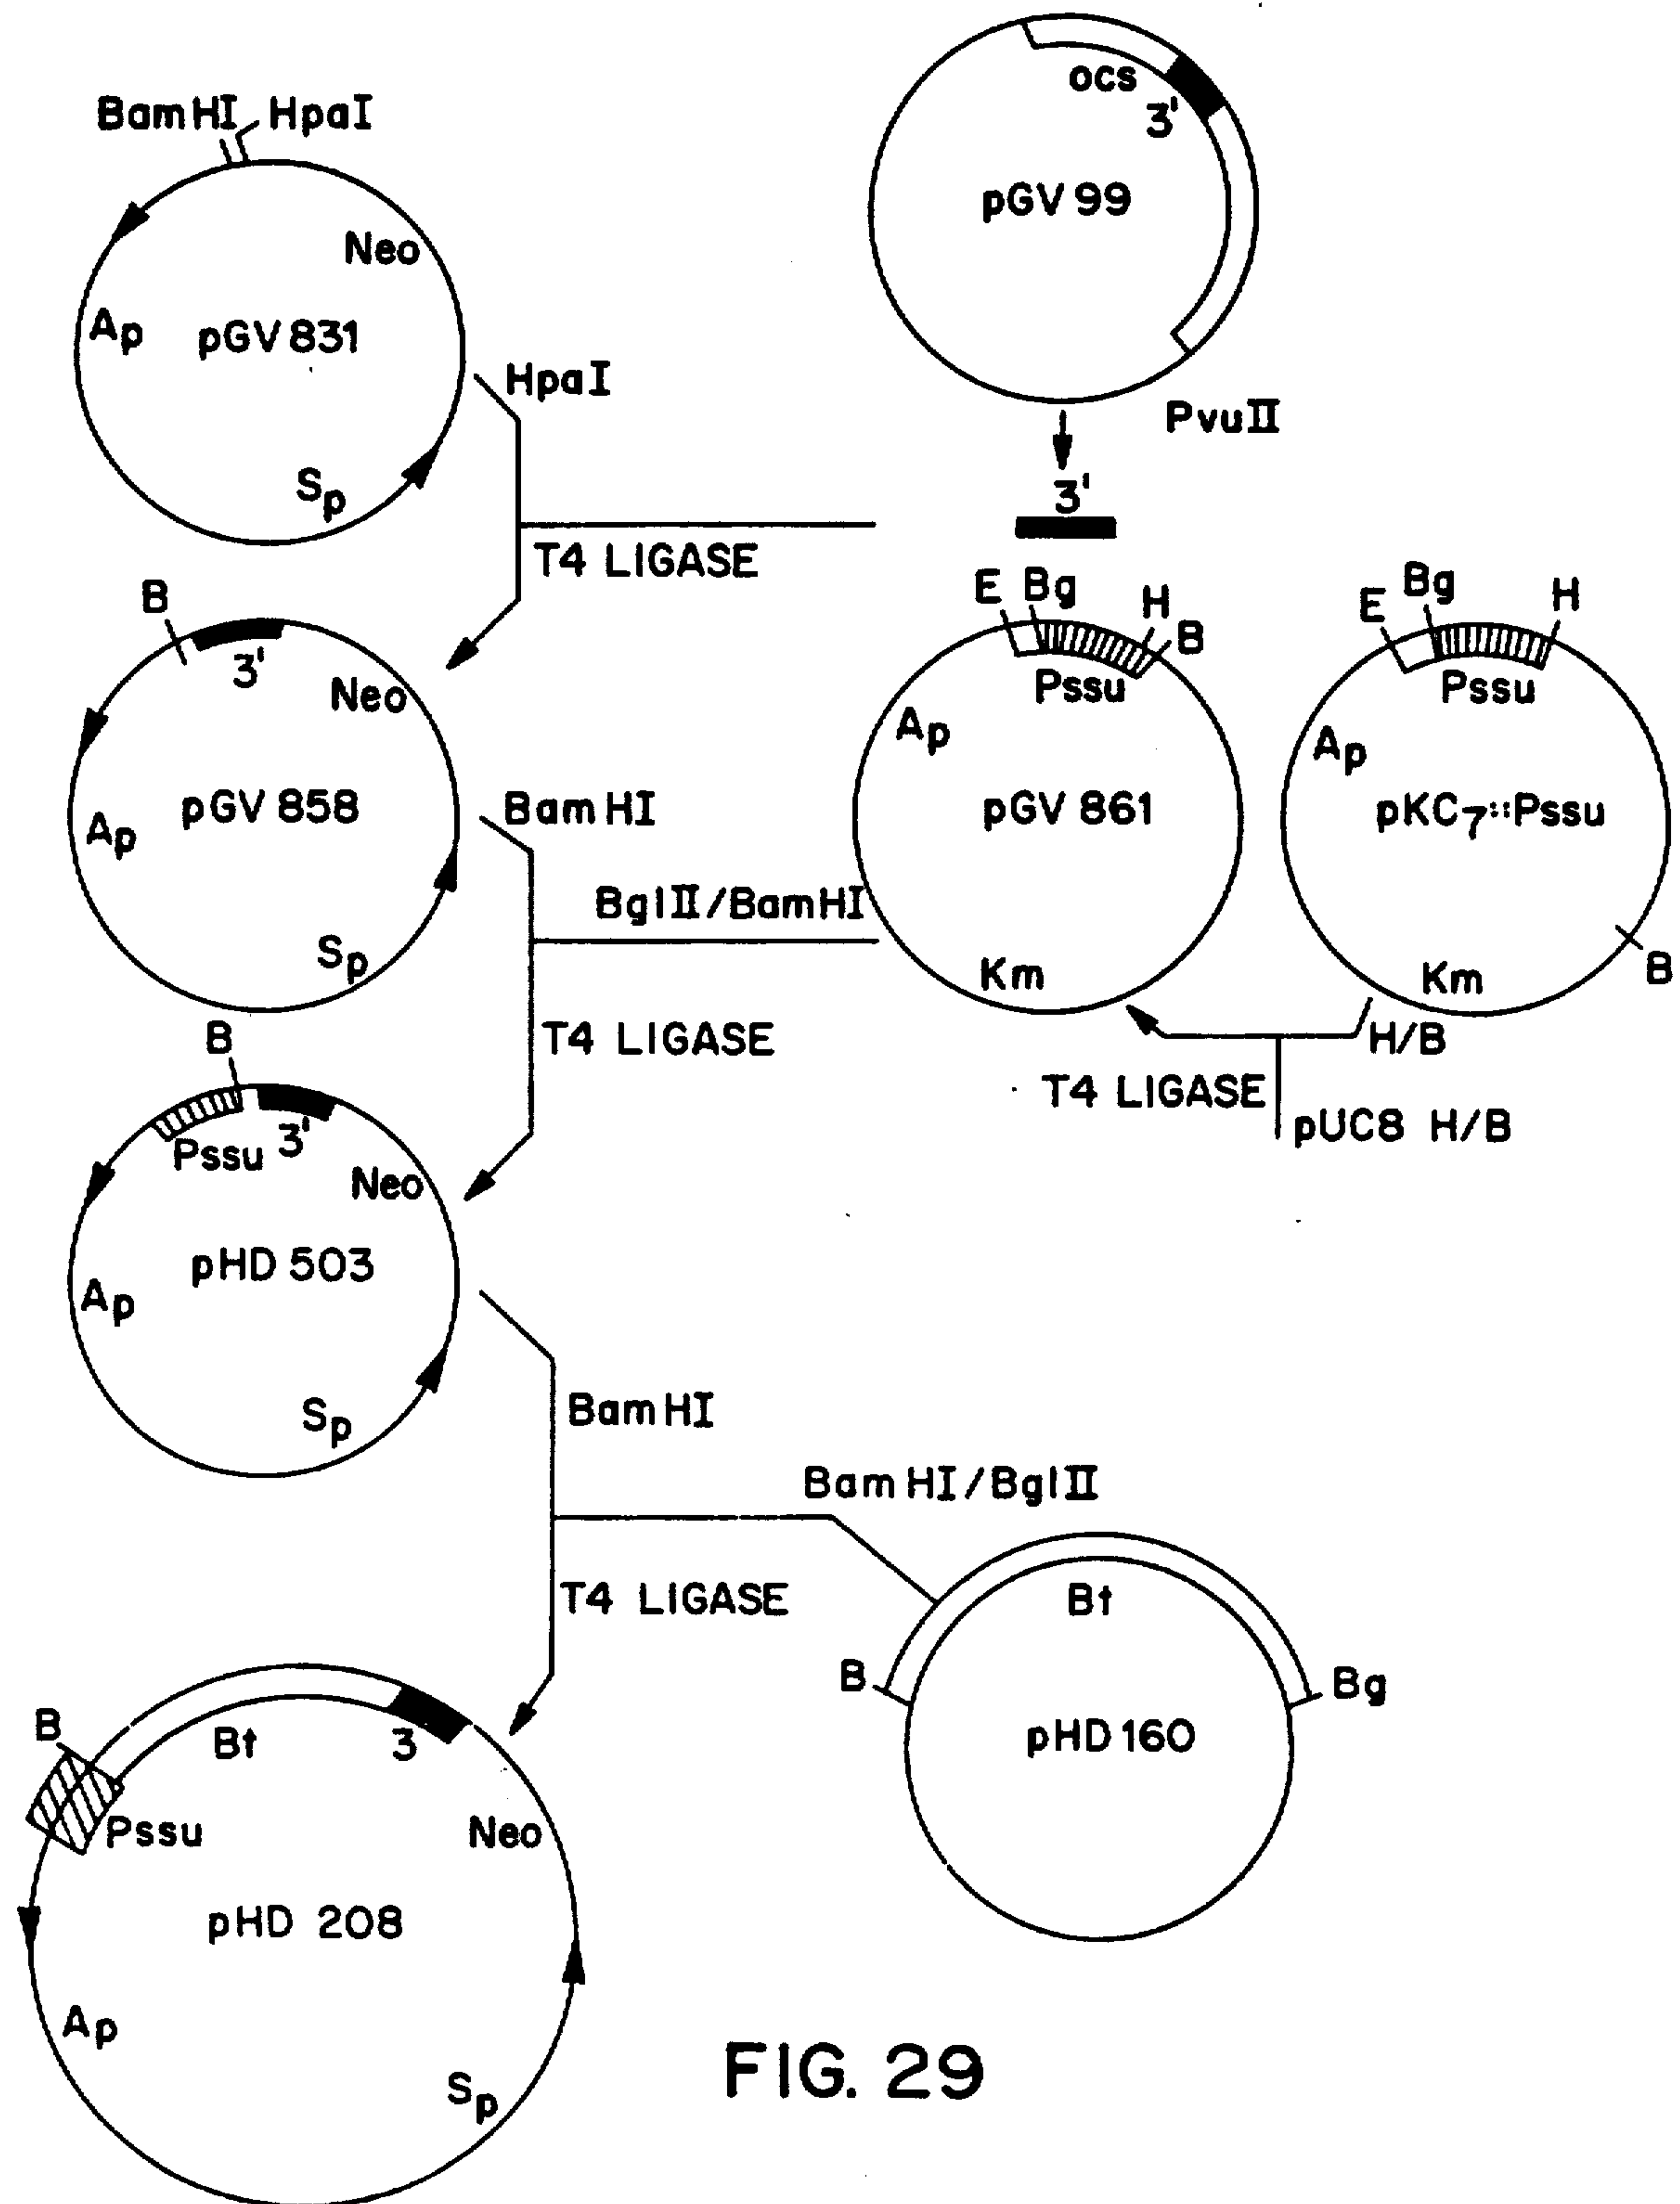 BamHI HpaI
Neo
Ap
pGV 831
Sp
ocs
3'
pGV 99
PvuII
3'
HpaI
T4 LIGASE
B
3'
Neo
Ap
pGV 858
Sp
E Bg H B
Pssu
Ap
pGV 861
Km
E Bg H
Pssu
Ap
pKC7::Pssu
Km
B
H/B
T4 LIGASE
pUC8 H/B
BamHI
BglII/BamHI
T4 LIGASE
B
Pssu 3'
Neo
pHD 503
Ap
Sp
BamHI
BamHI/BglII
T4 LIGASE
Bt
B
Bg
pHD 160
B
Bt
3
Pssu
Neo
pHD 208
Ap
Sp
FIG. 29